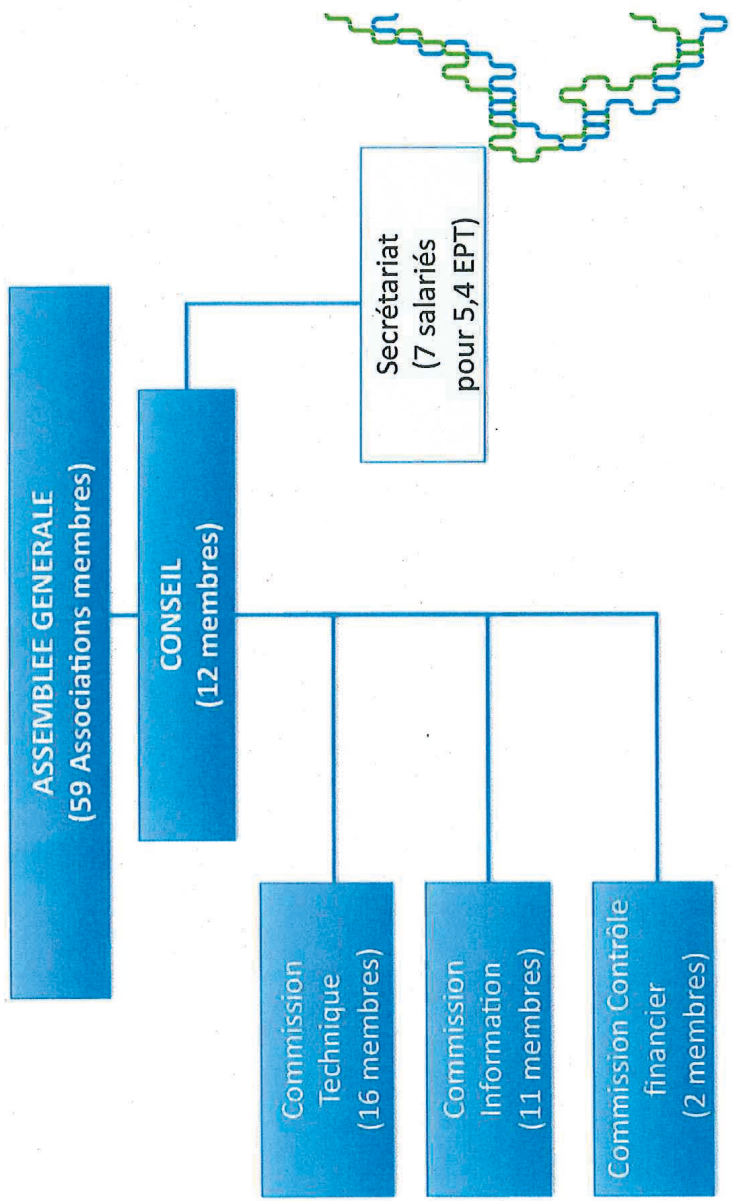 ASSEMBLEE GENERALE
(59 Associations membres)
CONSEIL
(12 membres)
Secrétariat
(7 salariés
pour 5,4 EPT)
Commission
Technique
(16 membres)
Commission
Information
(11 membres)
Commission Contrôle
financier
(2 membres)